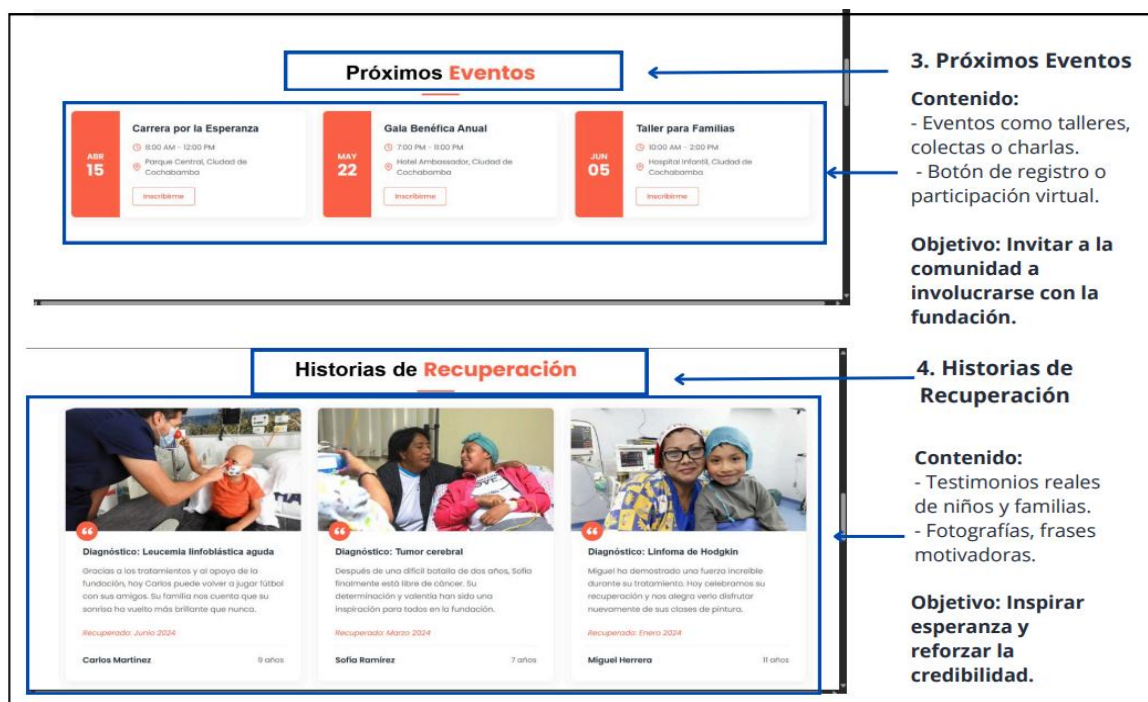 Próximos Eventos
ABR
15
Carrera por la Esperanza
8:00 AM - 12:00 PM
Parque Central, Ciudad de
Cochabamba
Inscribirme
MAY
22
Gala Benéfica Anual
7:00 PM - 11:00 PM
Hotel Ambassador, Ciudad de
Cochabamba
Inscribirme
JUN
05
Taller para Familias
10:00 AM - 2:00 PM
Hospital Infantil, Ciudad de
Cochabamba
Inscribirme
3. Próximos Eventos
Contenido:
- Eventos como talleres,
colectas o charlas.
- Botón de registro o
participación virtual.
Objetivo: Invitar a la
comunidad a
involucrarse con la
fundación.
Historias de Recuperación
Diagnóstico: Leucemia linfoblástica aguda
Gracias a los tratamientos y al apoyo de la
fundación, hoy Carlos puede volver a jugar fútbol
con sus amigos. Su familia nos cuenta que su
sonrisa ha vuelto más brillante que nunca.
Recuperado: Junio 2024
Carlos Martínez 9 años
Diagnóstico: Tumor cerebral
Después de una difícil batalla de dos años, Sofía
finalmente está libre de cáncer. Su
determinación y valentía han sido una
inspiración para todos en la fundación.
Recuperada: Marzo 2024
Sofía Ramírez 7 años
Diagnóstico: Linfoma de Hodgkin
Miguel ha demostrado una fuerza increíble
durante su tratamiento. Hoy celebramos su
recuperación y nos alegra verlo disfrutar
nuevamente de sus clases de pintura.
Recuperado: Enero 2024
Miguel Herrera 11 años
4. Historias de
Recuperación
Contenido:
- Testimonios reales
de niños y familias.
- Fotografías, frases
motivadoras.
Objetivo: Inspirar
esperanza y
reforzar la
credibilidad.